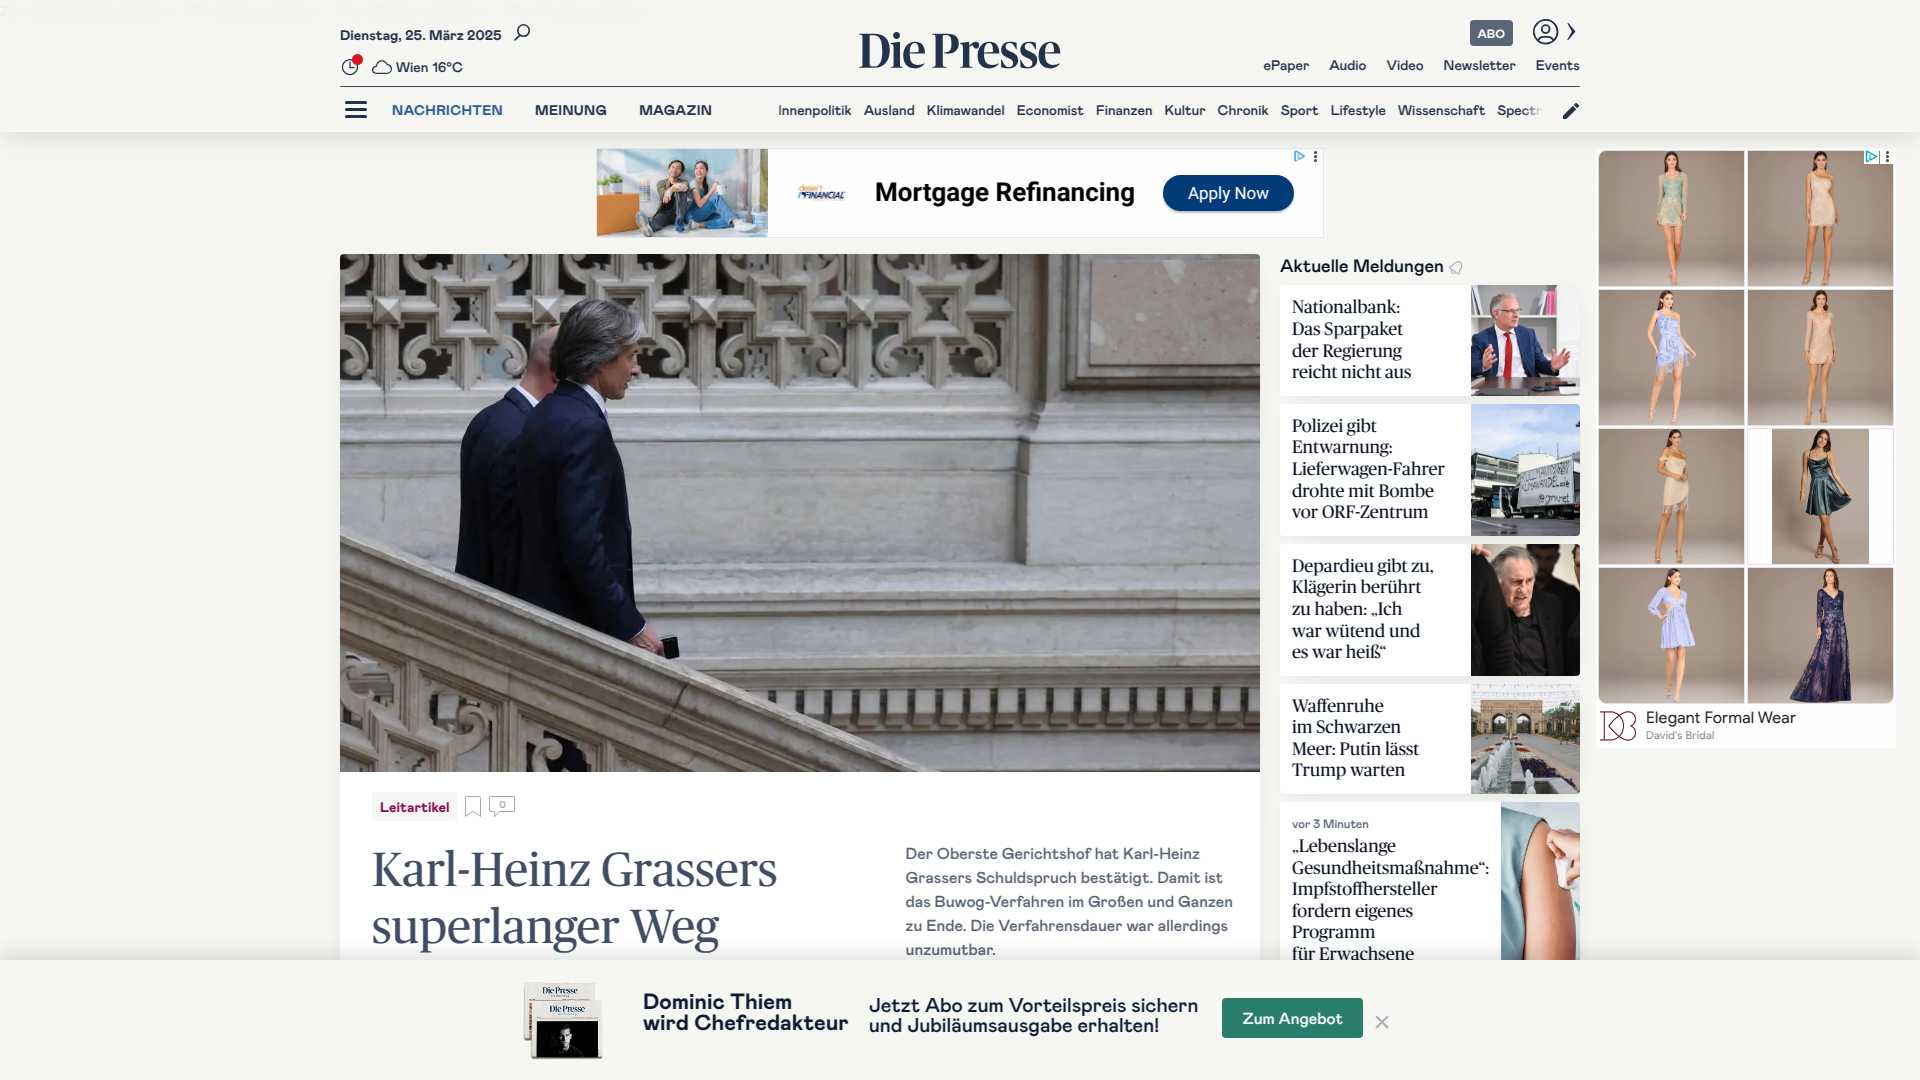 Dienstag, 25. März 2025
Wien 16°C
Die Presse
ABO
ePaper Audio Video Newsletter Events
NACHRICHTEN MEINUNG MAGAZIN
Innenpolitik Ausland Klimawandel Economist Finanzen Kultur Chronik Sport Lifestyle Wissenschaft Spectr
desert FINANCIAL
Mortgage Refinancing
Apply Now
Leitartikel
0
Karl-Heinz Grassers
superlanger Weg
Der Oberste Gerichtshof hat Karl-Heinz
Grassers Schuldspruch bestätigt. Damit ist
das Buwog-Verfahren im Großen und Ganzen
zu Ende. Die Verfahrensdauer war allerdings
unzumutbar.
Aktuelle Meldungen
Nationalbank:
Das Sparpaket
der Regierung
reicht nicht aus
Polizei gibt
Entwarnung:
Lieferwagen-Fahrer
drohte mit Bombe
vor ORF-Zentrum
Depardieu gibt zu,
Klägerin berührt
zu haben: „Ich
war wütend und
es war heiß“
Waffenruhe
im Schwarzen
Meer: Putin lässt
Trump warten
vor 3 Minuten
„Lebenslange
Gesundheitsmaßnahme“:
Impfstoffhersteller
fordern eigenes
Programm
für Erwachsene
Elegant Formal Wear
David's Bridal
Die Presse
Die Presse
Dominic Thiem
wird Chefredakteur
Jetzt Abo zum Vorteilspreis sichern
und Jubiläumsausgabe erhalten!
Zum Angebot